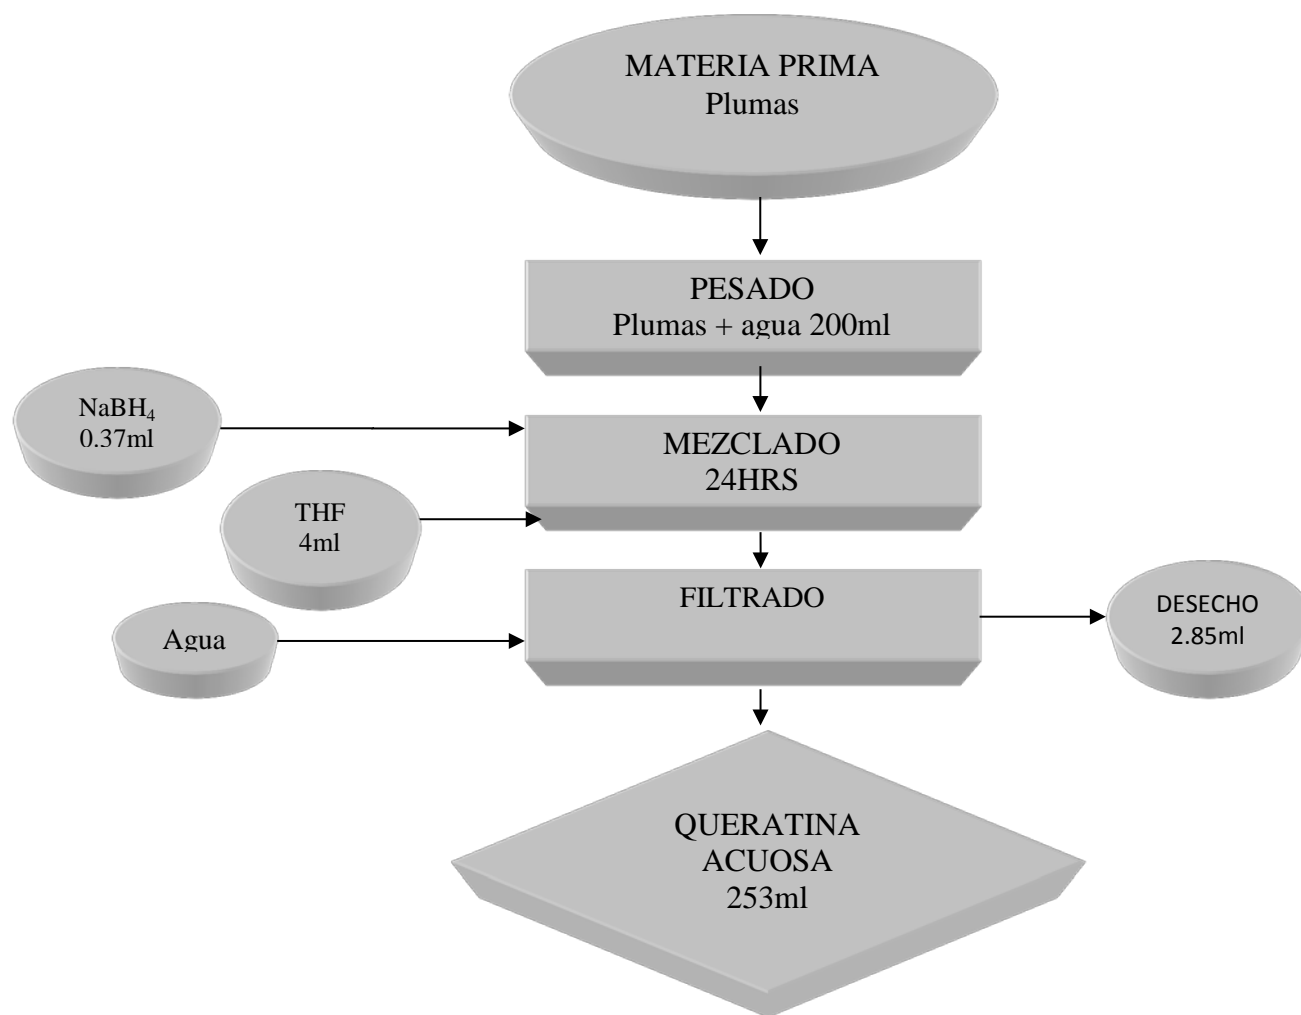 MATERIA PRIMA
Plumas
PESADO
Plumas + agua 200ml
NaBH₄
0.37ml
MEZCLADO
24HRS
THF
4ml
FILTRADO
Agua
DESECHO
2.85ml
QUERATINA
ACUOSA
253ml